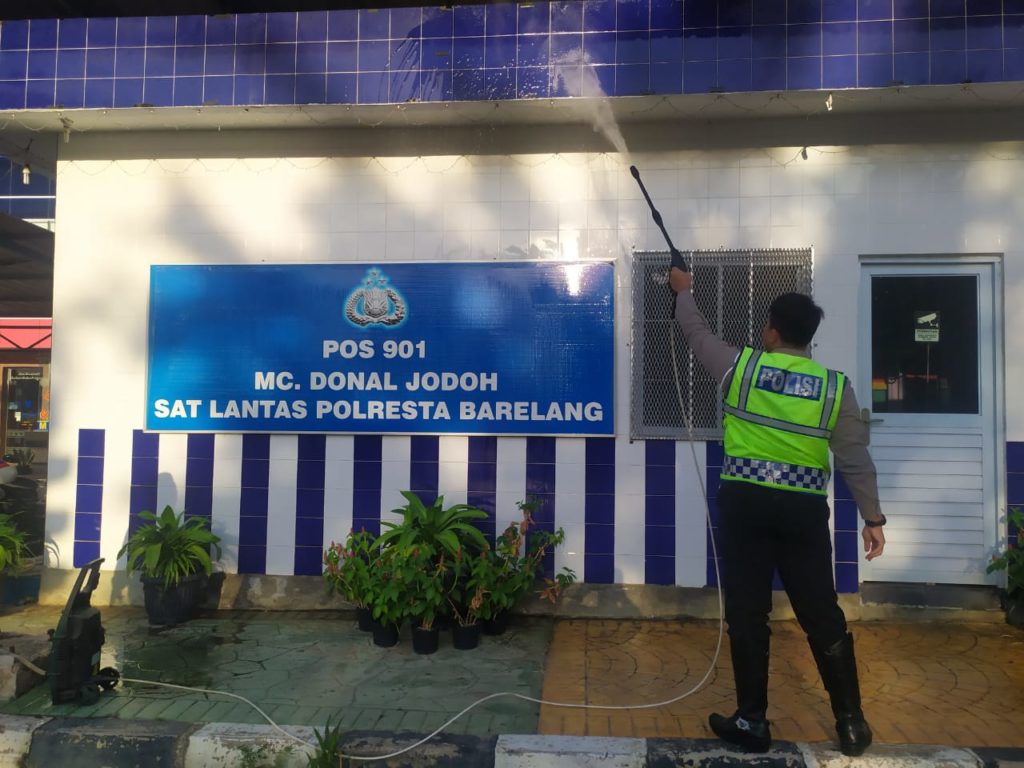 POS 901
MC. DONAL JODOH
SAT LANTAS POLRESTA BARELANG
POLISI